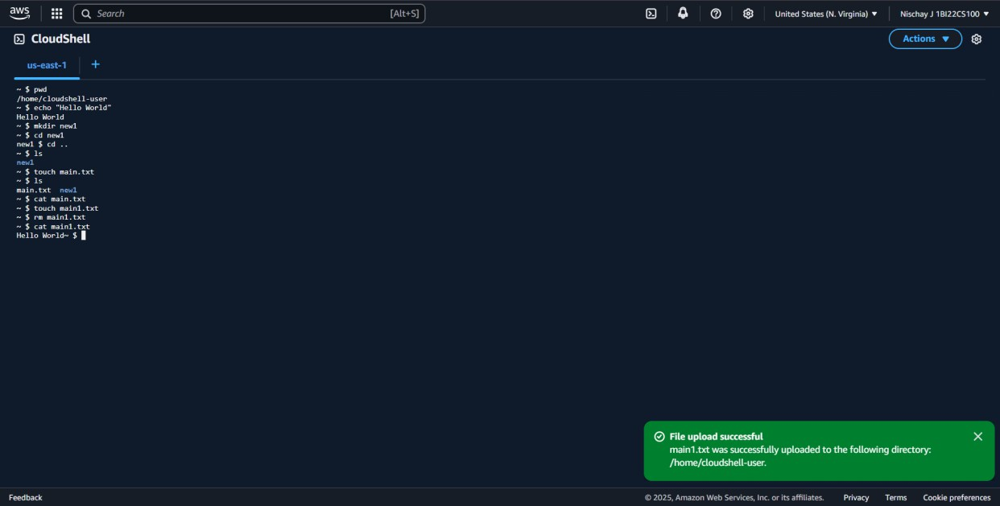 aws
Search [Alt+S]
United States (N. Virginia)
Nischay J 1BI22CS100
CloudShell
Actions
us-east-1
+
~ $ pwd
/home/cloudshell-user
~ $ echo "Hello World"
Hello World
~ $ mkdir new1
~ $ cd new1
new1 $ cd ..
~ $ ls
new1
~ $ touch main.txt
~ $ ls
main.txt  new1
~ $ cat main.txt
~ $ touch main1.txt
~ $ rm main1.txt
~ $ cat main1.txt
Hello World~ $
File upload successful
main1.txt was successfully uploaded to the following directory:
/home/cloudshell-user.
Feedback
© 2025, Amazon Web Services, Inc. or its affiliates.
Privacy
Terms
Cookie preferences